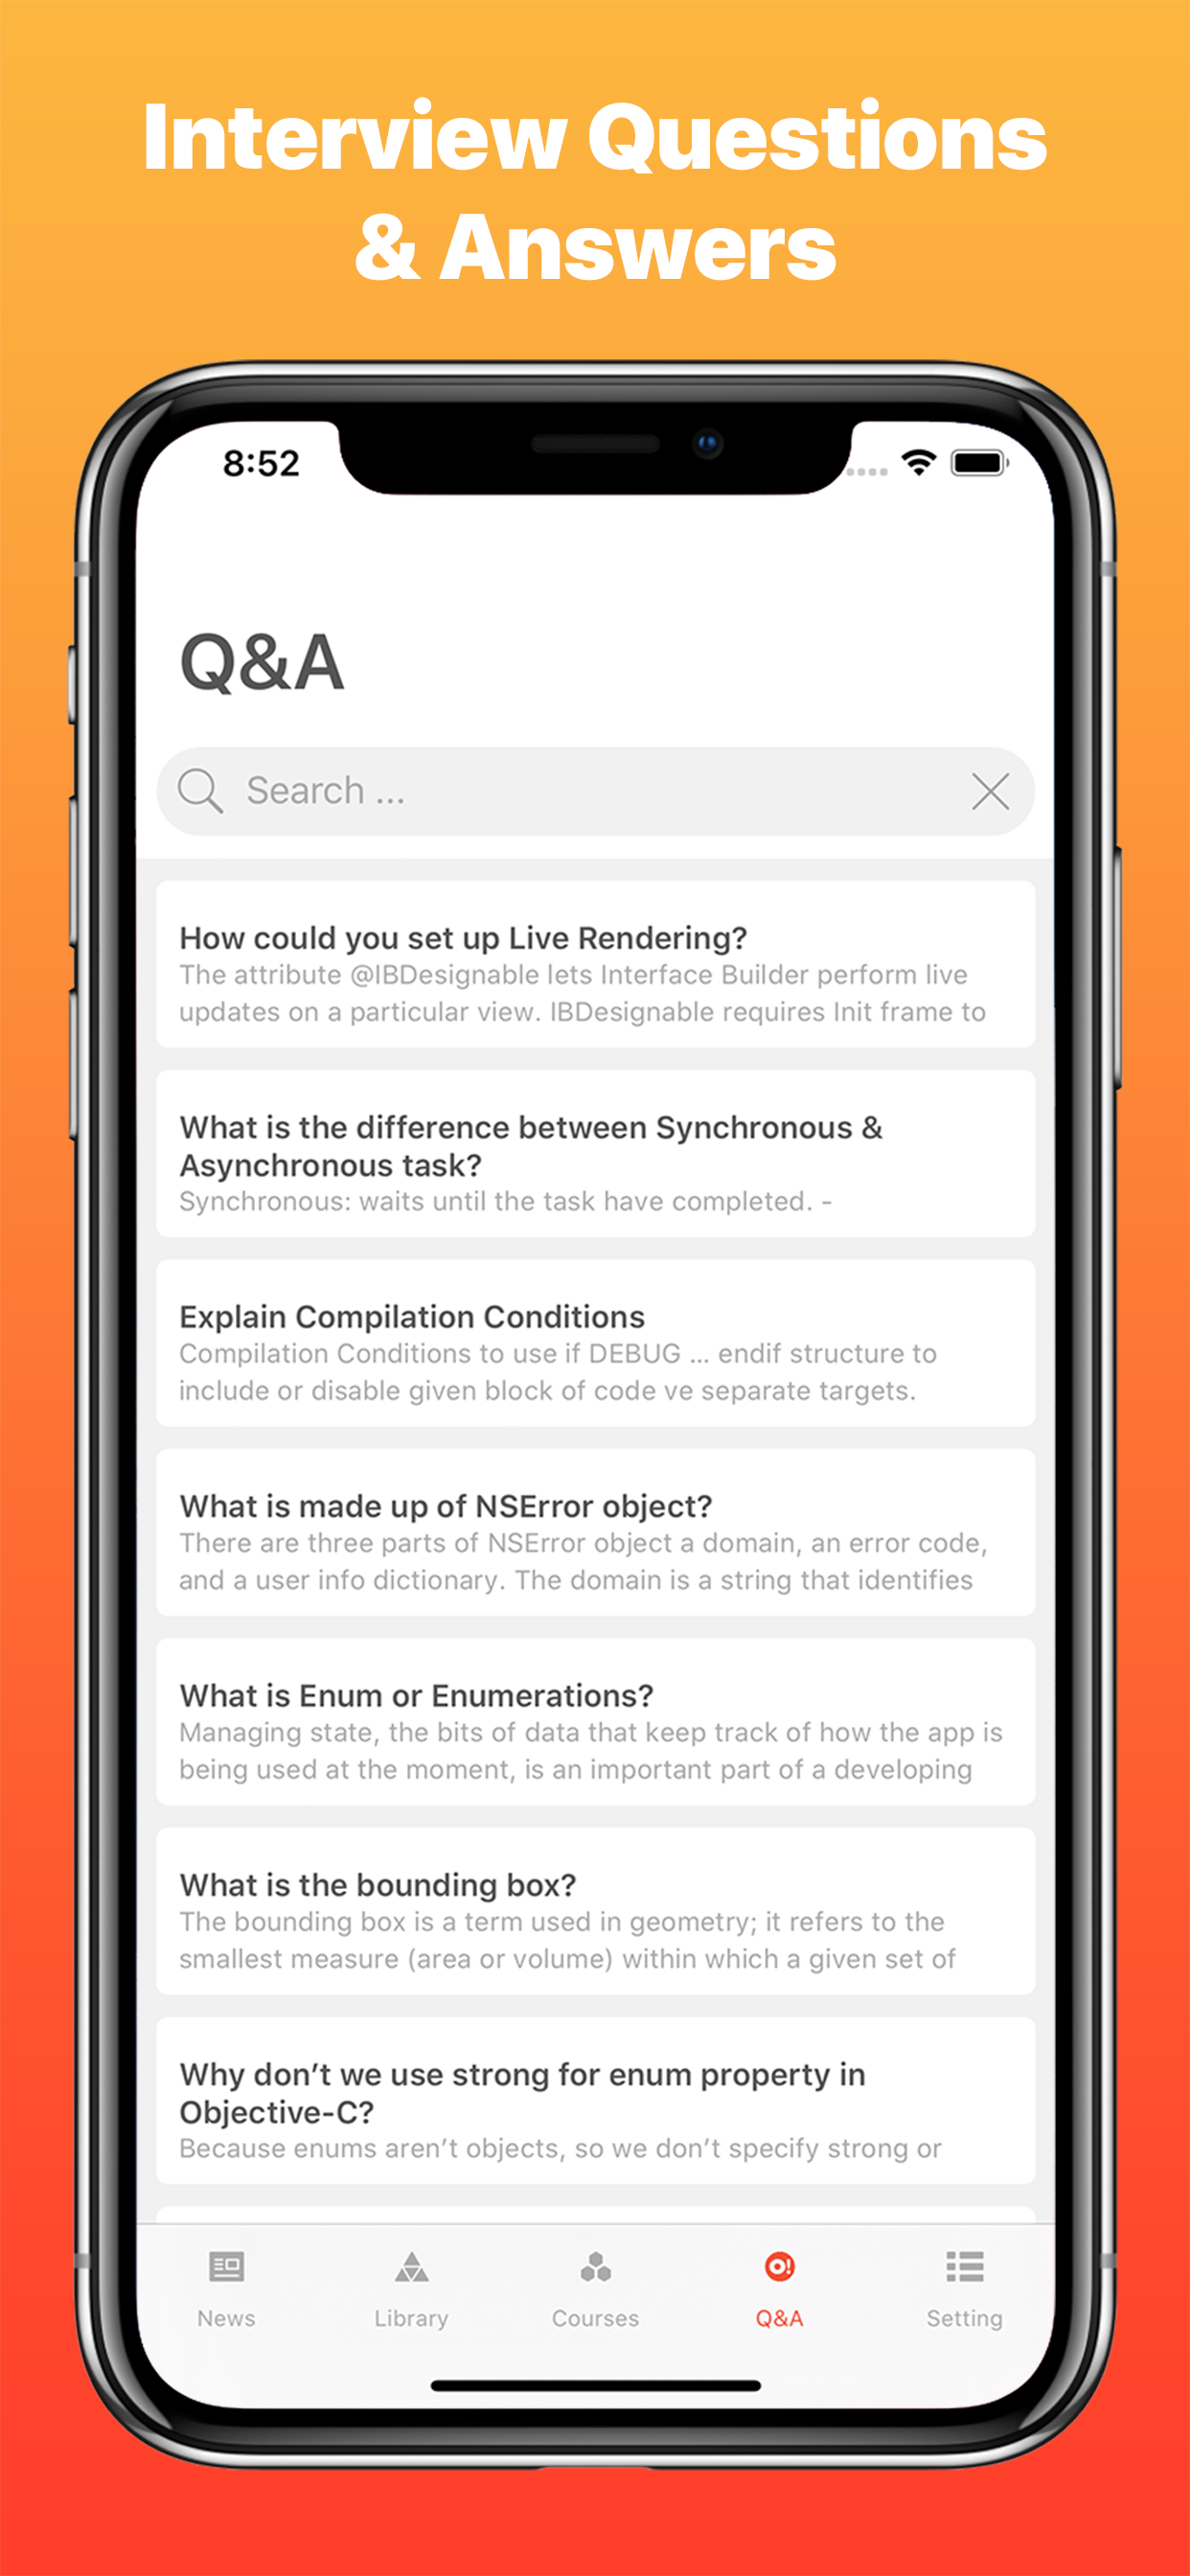 Interview Questions
& Answers
8:52
Q&A
Search ...
How could you set up Live Rendering?
The attribute @IBDesignable lets Interface Builder perform live
updates on a particular view. IBDesignable requires Init frame to
What is the difference between Synchronous &
Asynchronous task?
Synchronous: waits until the task have completed. -
Explain Compilation Conditions
Compilation Conditions to use if DEBUG ... endif structure to
include or disable given block of code ve separate targets.
What is made up of NSError object?
There are three parts of NSError object a domain, an error code,
and a user info dictionary. The domain is a string that identifies
What is Enum or Enumerations?
Managing state, the bits of data that keep track of how the app is
being used at the moment, is an important part of a developing
What is the bounding box?
The bounding box is a term used in geometry; it refers to the
smallest measure (area or volume) within which a given set of
Why don’t we use strong for enum property in
Objective-C?
Because enums aren’t objects, so we don’t specify strong or
News Library Courses Q&A Setting